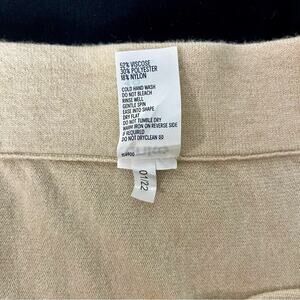 52% VISCOSE
30% POLYESTER
18% NYLON
COLD HAND WASH
DO NOT BLEACH
RINSE WELL
GENTLE SPIN
EASE INTO SHAPE
DRY FLAT
DO NOT TUMBLE DRY
WARM IRON ON REVERSE SIDE
IF REQUIRED
DO NOT DRYCLEAN
01/22